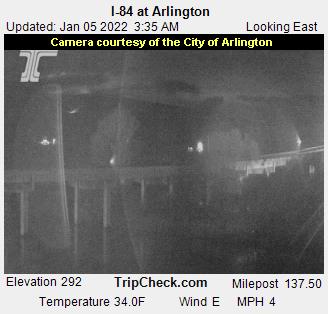 I-84 at Arlington
Updated: Jan 05 2022 3:35 AM Looking East
Camera courtesy of the City of Arlington
Elevation 292 TripCheck.com Milepost 137.50
Temperature 34.0F Wind E MPH 4